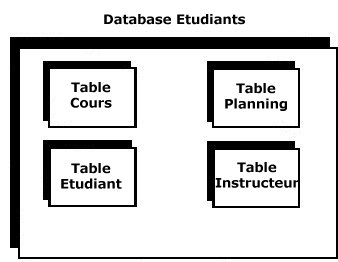 Database Etudiants
Table
Cours
Table
Planning
Table
Etudiant
Table
Instructeur